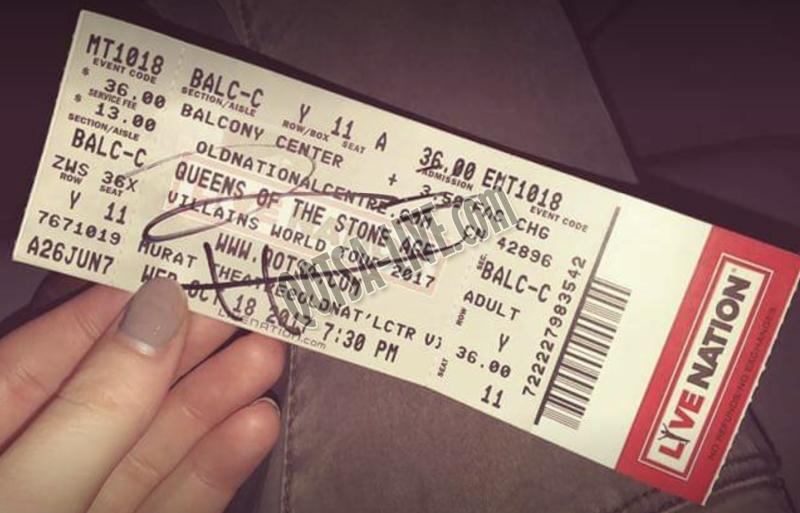 MT1018
EVENT CODE
$ 36.00
SERVICE FEE
$ 13.00
SECTION/AISLE
BALC-C
ZWS 36X
ROW SEAT
Y 11
7671019
A26JUN7
BALC-C Y 11 A 36.00 EMT1018
SECTION/AISLE ROW/BOX SEAT ADMISSION EVENT CODE
BALCONY CENTER +
OLDNATIONALCENTRE.
QUEENS OF THE STONE AGE
VILLAINS WORLD TOUR 2017
WWW.QOTSA.COM
MURAT THEATRE@OLDNAT'LCTR
WED OCT 18 2017 7:30 PM
LIVENATION.com
CHG
CN 42896
BALC-C
ADULT
ROW
Y
36.00
SEAT
11
722227983542
LIVE NATION®
NO REFUNDS/NO EXCHANGES
QOTSA-LIVE.com